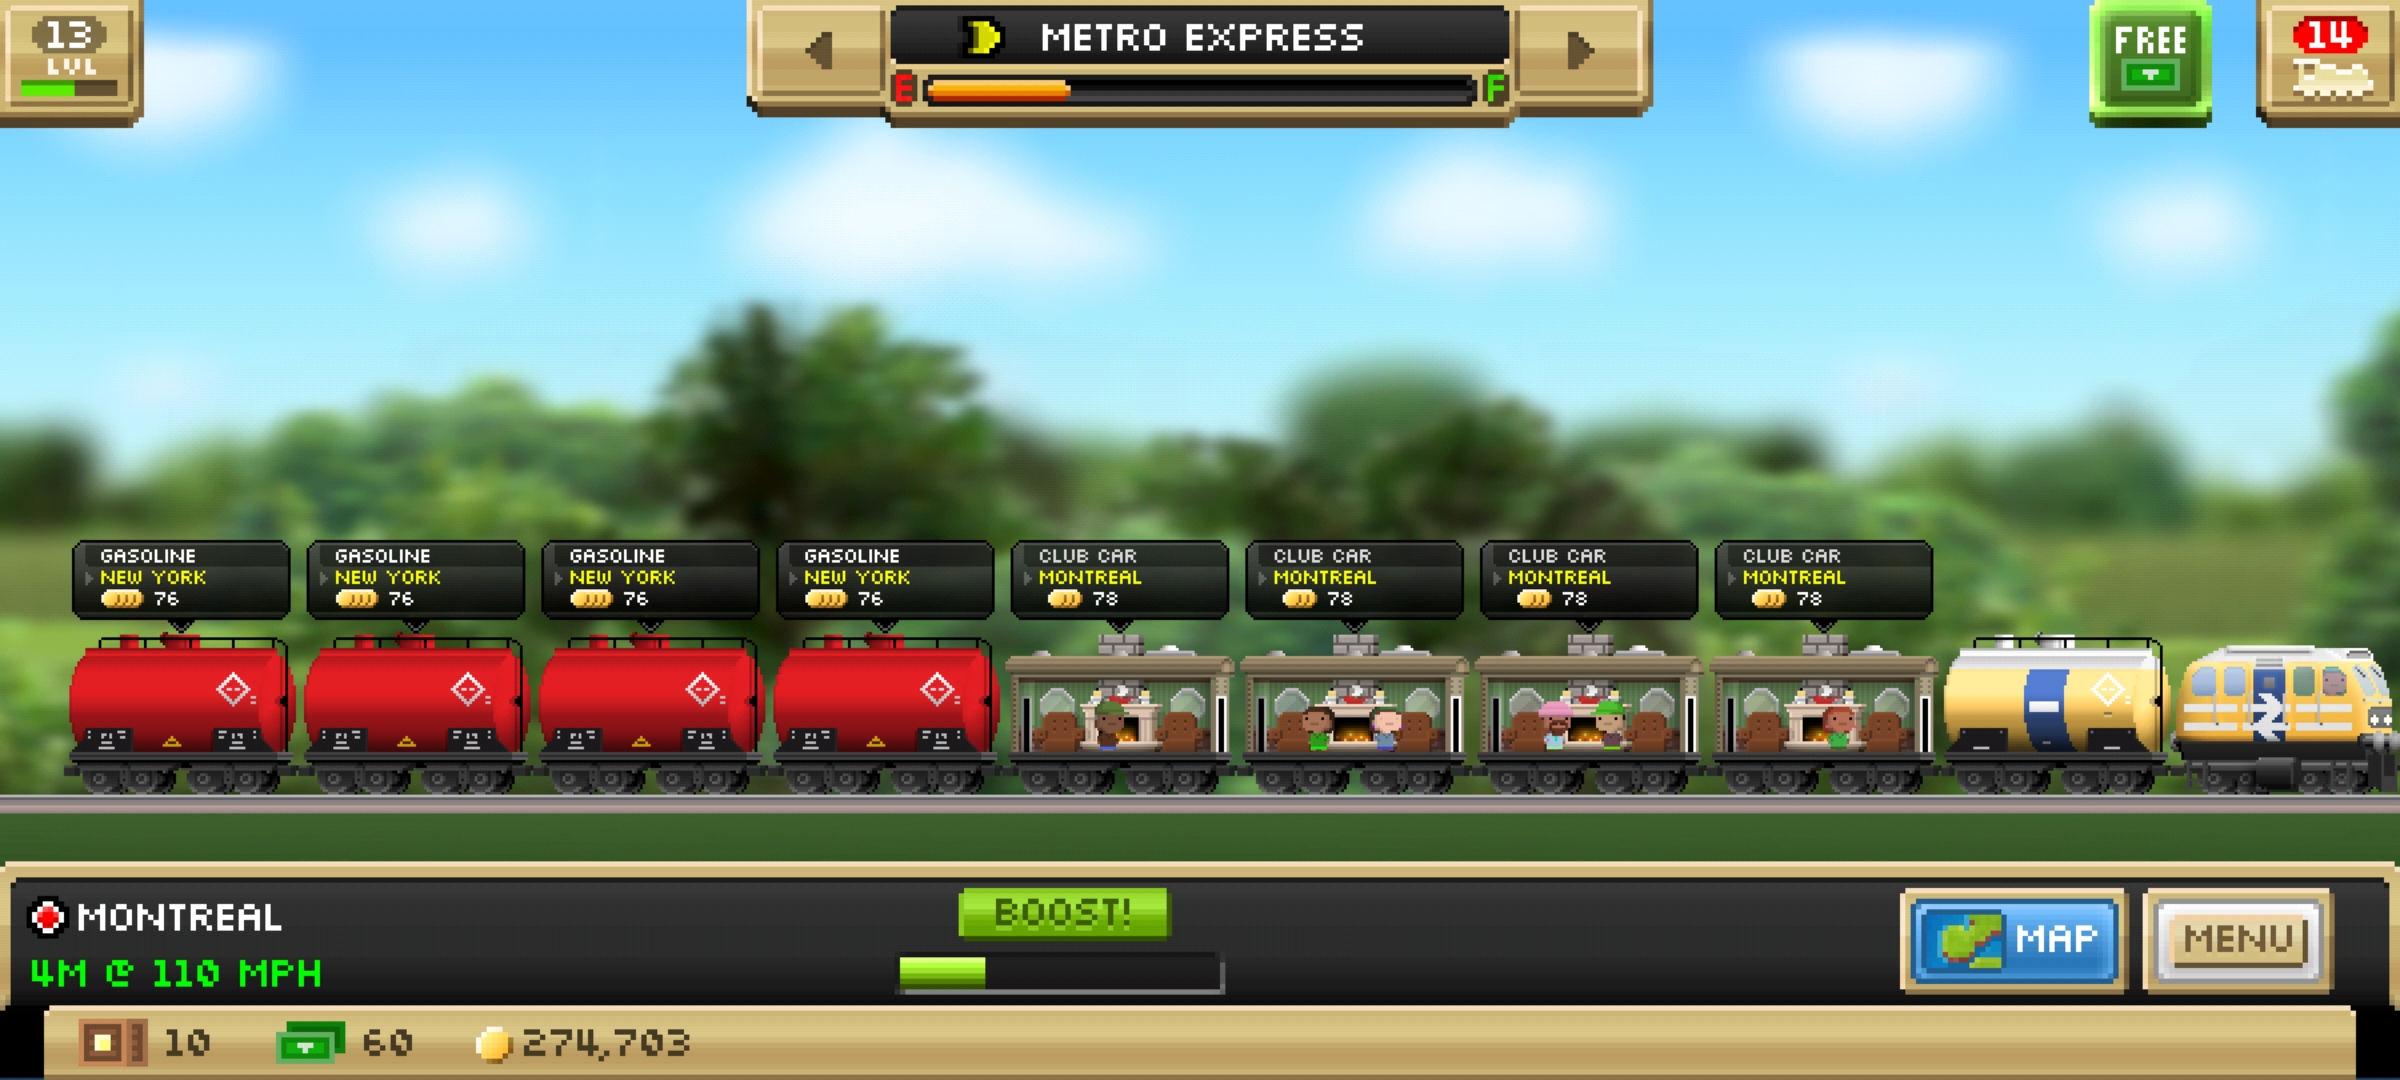 13
LVL
METRO EXPRESS
E F
FREE
14
GASOLINE
NEW YORK
76
GASOLINE
NEW YORK
76
GASOLINE
NEW YORK
76
GASOLINE
NEW YORK
76
CLUB CAR
MONTREAL
78
CLUB CAR
MONTREAL
78
CLUB CAR
MONTREAL
78
CLUB CAR
MONTREAL
78
MONTREAL
4M @ 110 MPH
BOOST!
MAP
MENU
10
60
274,703